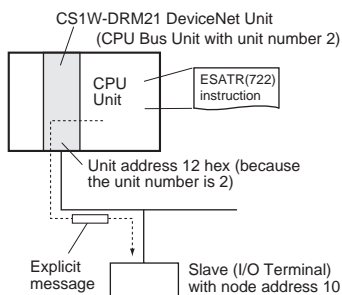 CS1W-DRM21 DeviceNet Unit
(CPU Bus Unit with unit number 2)
CPU
Unit
ESATR(722)
instruction
Unit address 12 hex (because
the unit number is 2)
Explicit
message
Slave (I/O Terminal)
with node address 10